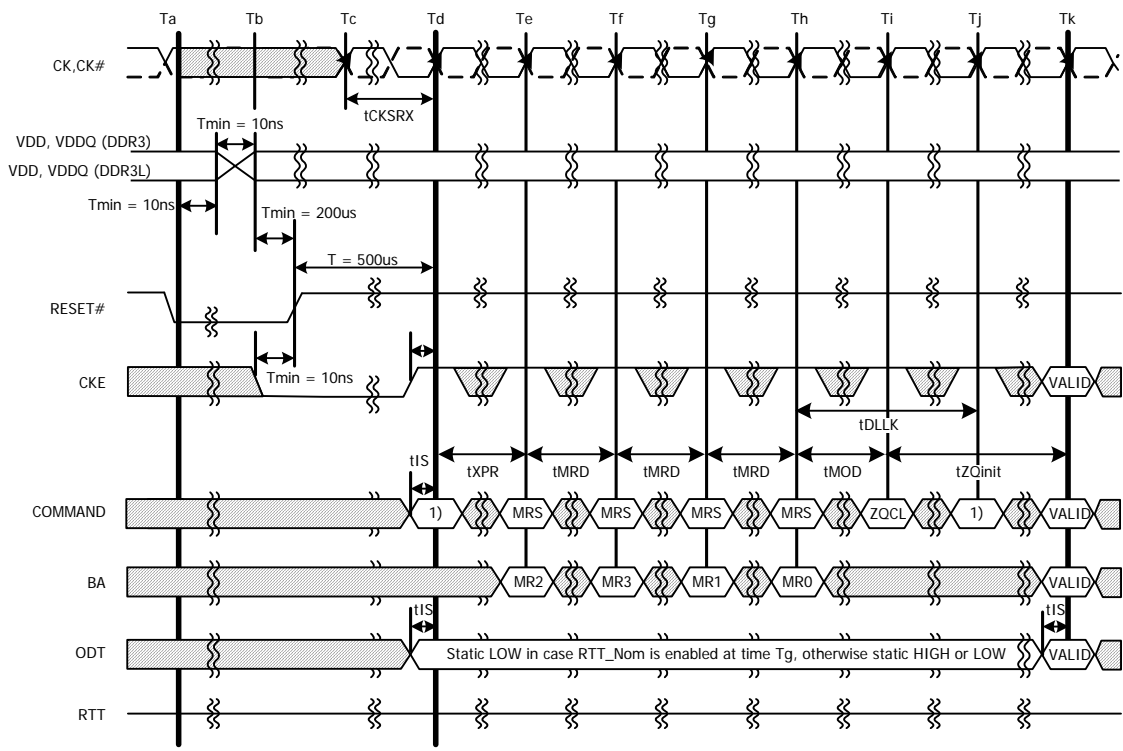 Ta Tb Tc Td Te Tf Tg Th Ti Tj Tk
CK,CK#
tCKSRX
Tmin = 10ns
VDD, VDDQ (DDR3)
VDD, VDDQ (DDR3L)
Tmin = 10ns
Tmin = 200us
T = 500us
RESET#
Tmin = 10ns
CKE
VALID
tDLLK
tXPR tMRD tMRD tMRD tMOD tZQinit
tIS
COMMAND
1) MRS MRS MRS MRS ZQCL 1) VALID
BA
MR2 MR3 MR1 MR0 VALID
tIS
tIS
ODT
Static LOW in case RTT_Nom is enabled at time Tg, otherwise static HIGH or LOW
VALID
RTT